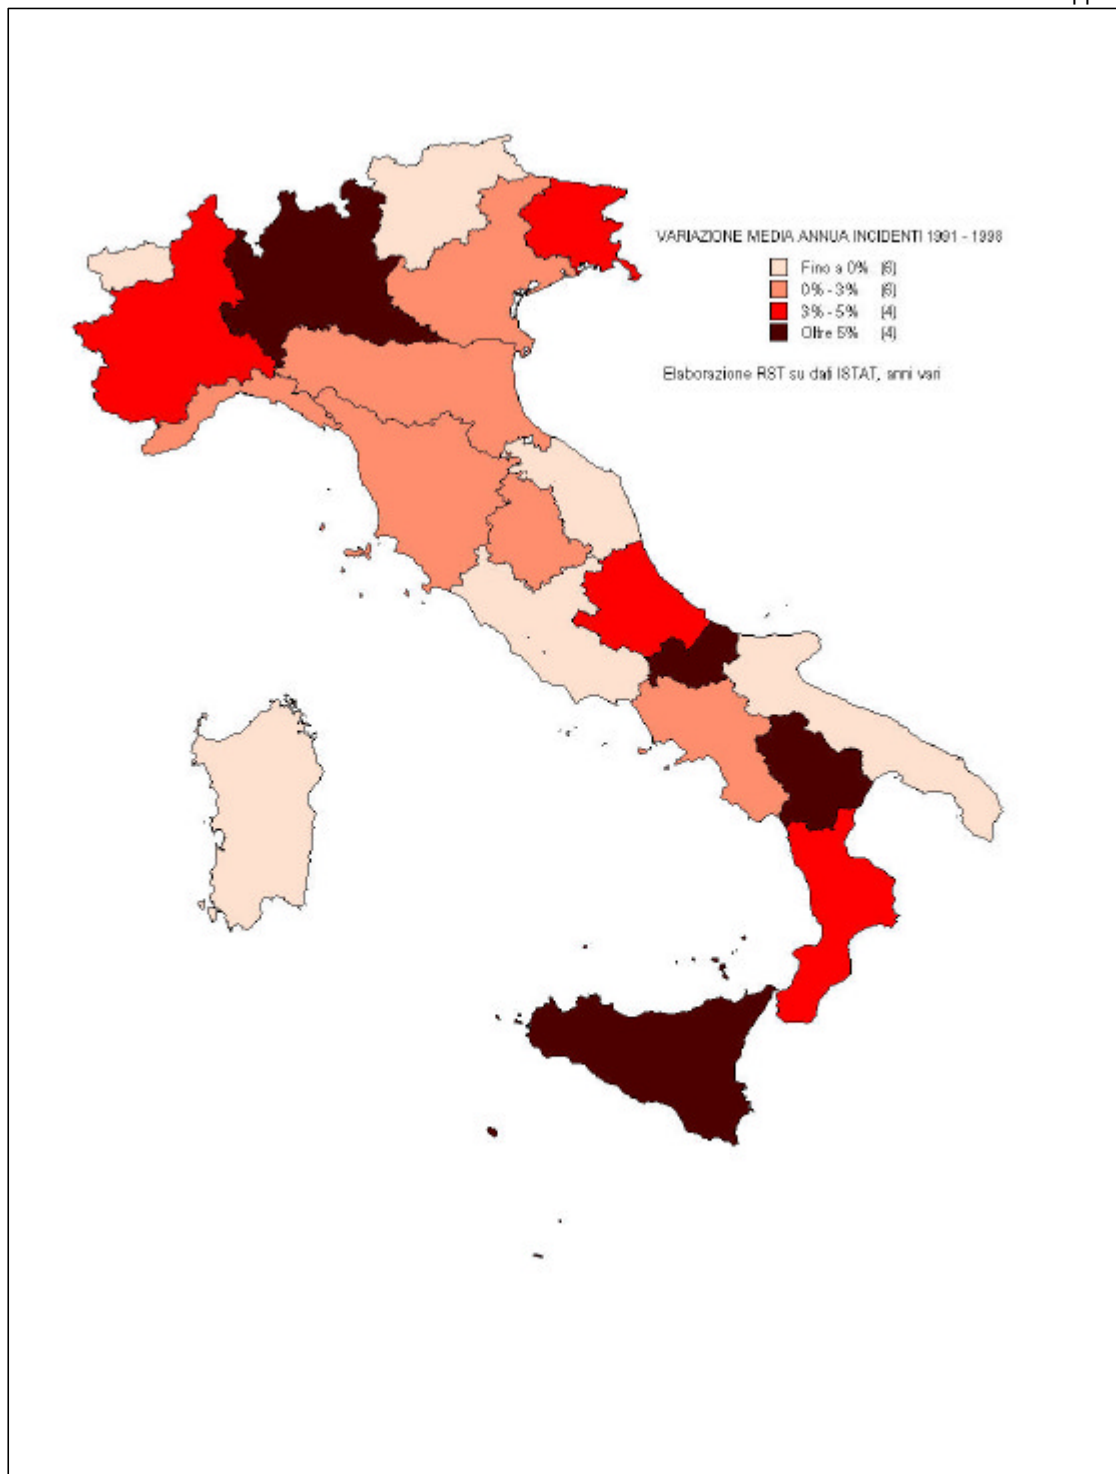 VARIAZIONE MEDIA ANNUA INCIDENTI 1991 - 1998
Fino a 0% (6)
0% - 3% (6)
3% - 5% (4)
Oltre 5% (4)
Elaborazione RST su dati ISTAT, anni vari